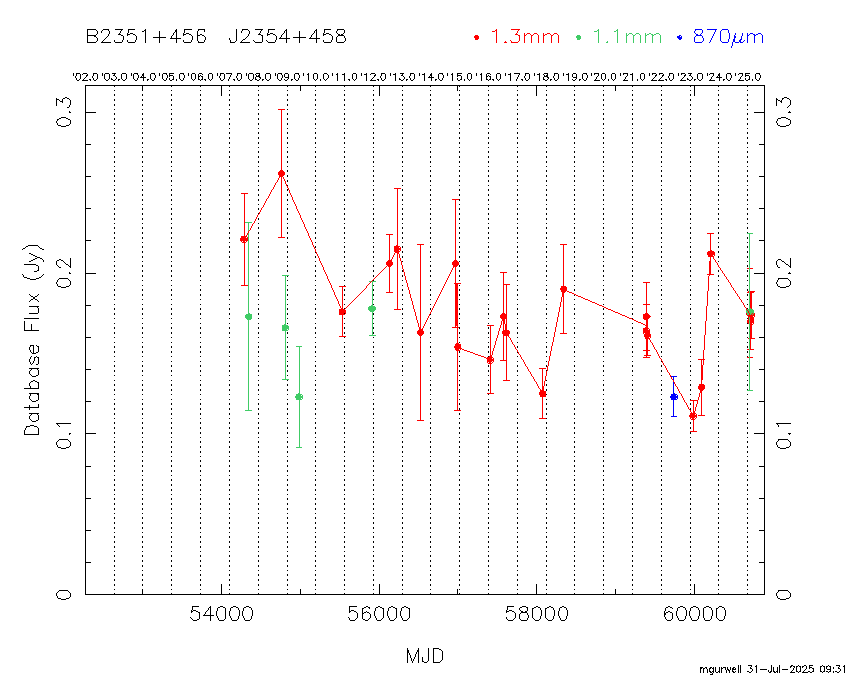 B2351+456 J2354+458 1.3mm 1.1mm 870μm
'02.0 '03.0 '04.0 '05.0 '06.0 '07.0 '08.0 '09.0 '10.0 '11.0 '12.0 '13.0 '14.0 '15.0 '16.0 '17.0 '18.0 '19.0 '20.0 '21.0 '22.0 '23.0 '24.0 '25.0
0.3 0.3
0.2 0.2
Database Flux (Jy)
0.1 0.1
0 0
54000 56000 58000 60000
MJD
mgurwell 31-Jul-2025 09:31